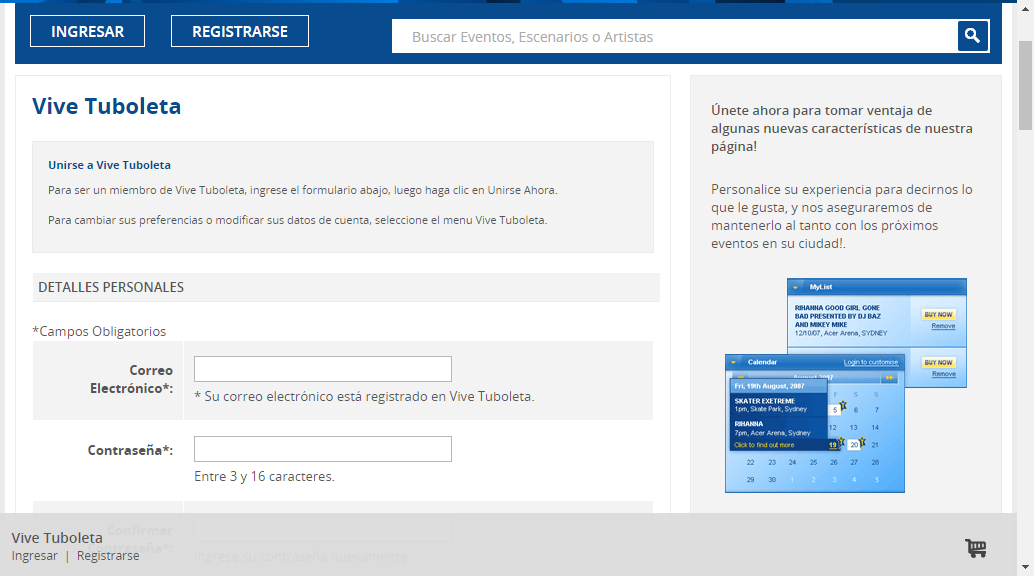 INGRESAR
REGISTRARSE
Buscar Eventos, Escenarios o Artistas
Vive Tuboleta
Unirse a Vive Tuboleta
Para ser un miembro de Vive Tuboleta, ingrese el formulario abajo, luego haga clic en Unirse Ahora.
Para cambiar sus preferencias o modificar sus datos de cuenta, seleccione el menu Vive Tuboleta.
DETALLES PERSONALES
*Campos Obligatorios
Correo
Electrónico*:
* Su correo electrónico está registrado en Vive Tuboleta.
Contraseña*:
Entre 3 y 16 caracteres.
Confirmar
Contraseña*:
Ingrese su contraseña nuevamente
Únete ahora para tomar ventaja de
algunas nuevas características de nuestra
página!
Personalice su experiencia para decirnos lo
que le gusta, y nos aseguraremos de
mantenerlo al tanto con los próximos
eventos en su ciudad!.
MyList
RIHANNA GOOD GIRL GONE
BAD PRESENTED BY DJ BAZ
AND MIKEY MIKE
12/10/07, Acer Arena, SYDNEY
BUY NOW
Remove
BUY NOW
Remove
Calendar
Login to customise
August 2007
Fri, 19th August, 2007
SKATER EXETREME
1pm, Skate Park, Sydney
RIHANNA
7pm, Acer Arena, Sydney
Click to find out more
F S S
5 6 7
12 13 14
19 20 21
22 23 24 25 26 27 28
29 30 1 2 3 4 5
Vive Tuboleta
Ingresar | Registrarse